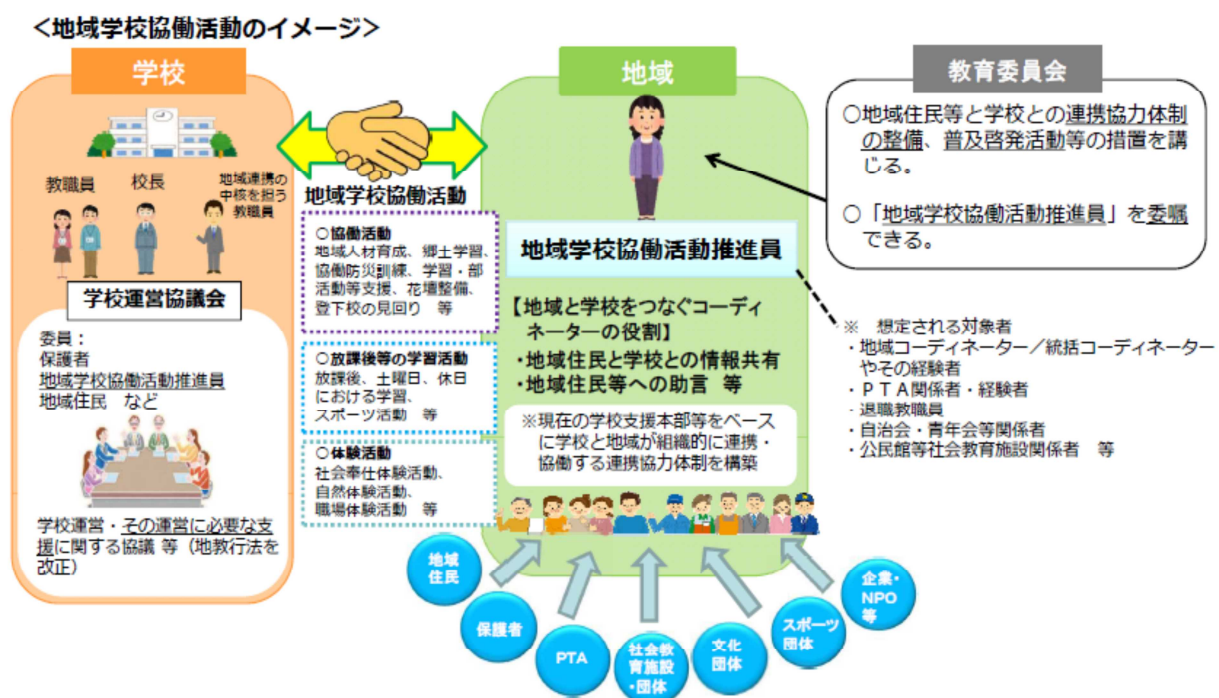 ＜地域学校協働活動のイメージ＞
学校
教職員
校長
地域連携の
中核を担う
教職員
学校運営協議会
委員：
保護者
地域学校協働活動推進員
地域住民　など
学校運営・その運営に必要な支
援に関する協議 等（地教行法を
改正）
地域学校協働活動
○協働活動
地域人材育成、郷土学習、
協働防災訓練、学習・部
活動等支援、花壇整備、
登下校の見回り　等
○放課後等の学習活動
放課後、土曜日、休日
における学習、
スポーツ活動　等
○体験活動
社会奉仕体験活動、
自然体験活動、
職場体験活動　等
地域
地域学校協働活動推進員
【地域と学校をつなぐコーディ
ネーターの役割】
・地域住民と学校との情報共有
・地域住民等への助言　等
※現在の学校支援本部等をベース
に学校と地域が組織的に連携・
協働する連携協力体制を構築
地域
住民
保護者
PTA
社会教
育施設
・団体
文化
団体
スポーツ
団体
企業・
NPO
等
教育委員会
○地域住民等と学校との連携協力体制
の整備、普及啓発活動等の措置を講
じる。
○「地域学校協働活動推進員」を委嘱
できる。
※　想定される対象者
・地域コーディネーター／統括コーディネーター
やその経験者
・ＰＴＡ関係者・経験者
・退職教職員
・自治会・青年会等関係者
・公民館等社会教育施設関係者　等